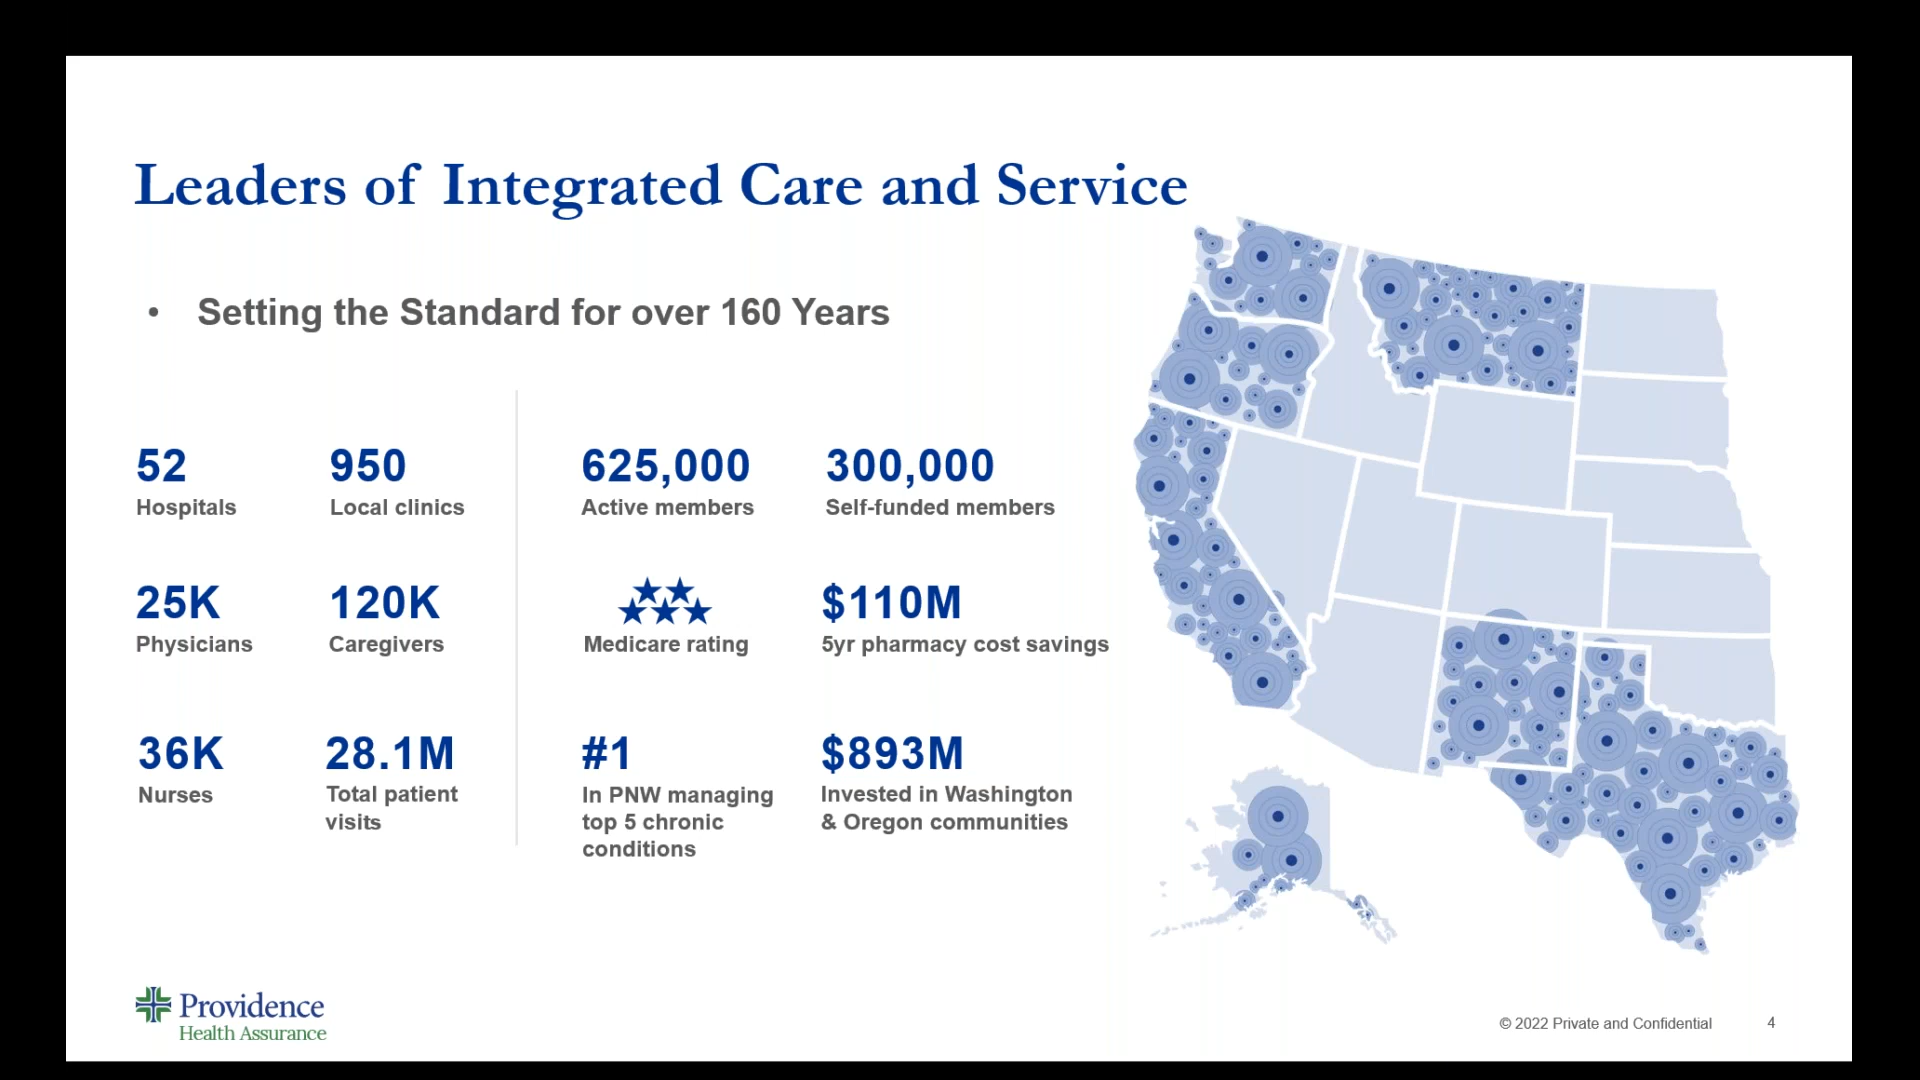 Leaders of Integrated Care and Service
• Setting the Standard for over 160 Years
52
Hospitals
950
Local clinics
625,000
Active members
300,000
Self-funded members
25K
Physicians
120K
Caregivers
Medicare rating
$110M
5yr pharmacy cost savings
36K
Nurses
28.1M
Total patient
visits
#1
In PNW managing
top 5 chronic
conditions
$893M
Invested in Washington
& Oregon communities
Providence
Health Assurance
© 2022 Private and Confidential
4